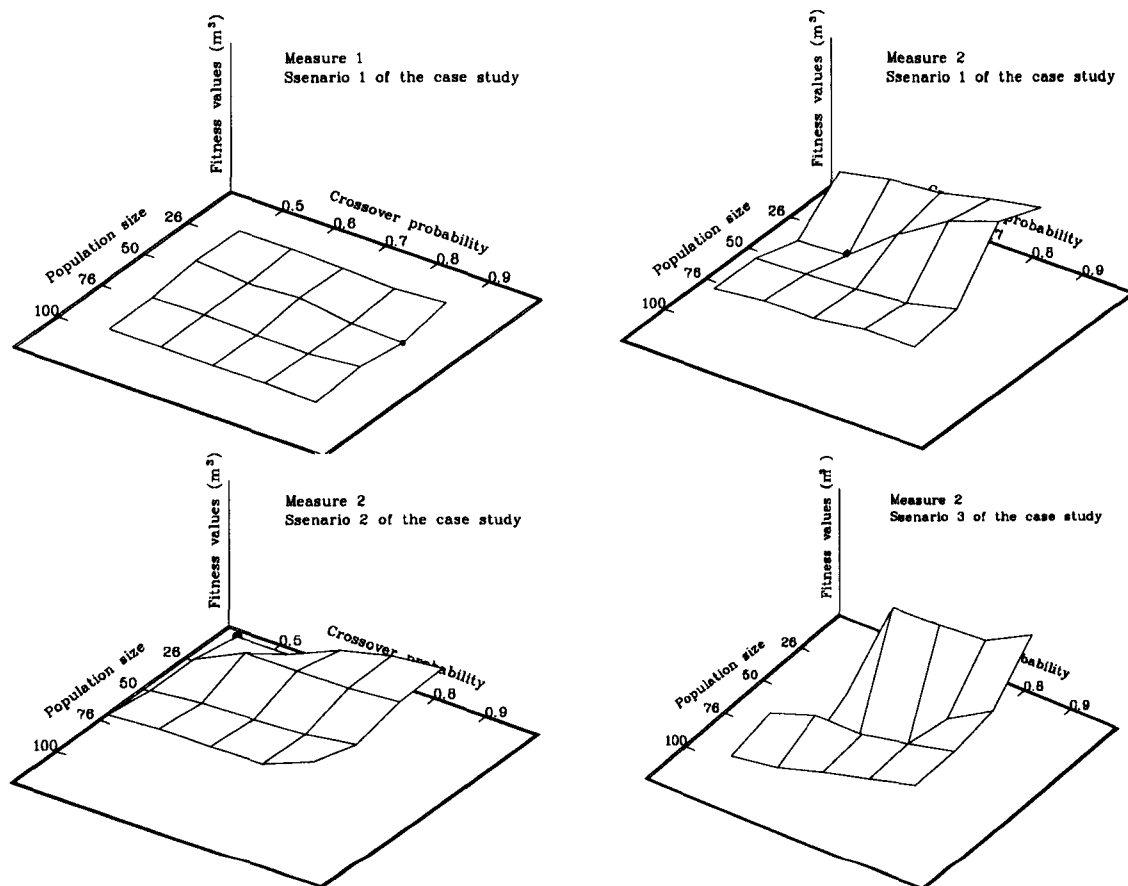 Fitness values (m³)
Measure 1
Ssenario 1 of the case study
Population size
26
50
76
100
Crossover probability
0.5
0.6
0.7
0.8
0.9
Fitness values (m³)
Measure 2
Ssenario 1 of the case study
Population size
26
50
76
100
probability
0.8
0.9
Fitness values (m³)
Measure 2
Ssenario 2 of the case study
Population size
26
50
76
100
Crossover probability
0.5
0.8
0.9
Fitness values (m³)
Measure 2
Ssenario 3 of the case study
Population size
26
50
76
100
bability
0.8
0.9